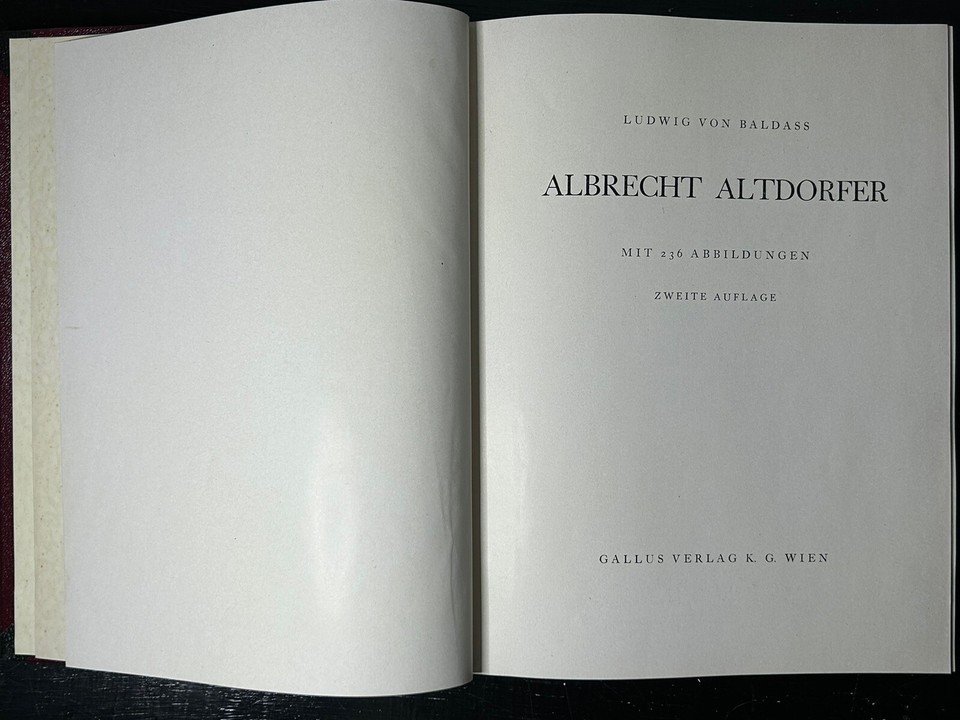 LUDWIG VON BALDASS
ALBRECHT ALTDORFER
MIT 236 ABBILDUNGEN
ZWEITE AUFLAGE
GALLUS VERLAG K. G. WIEN